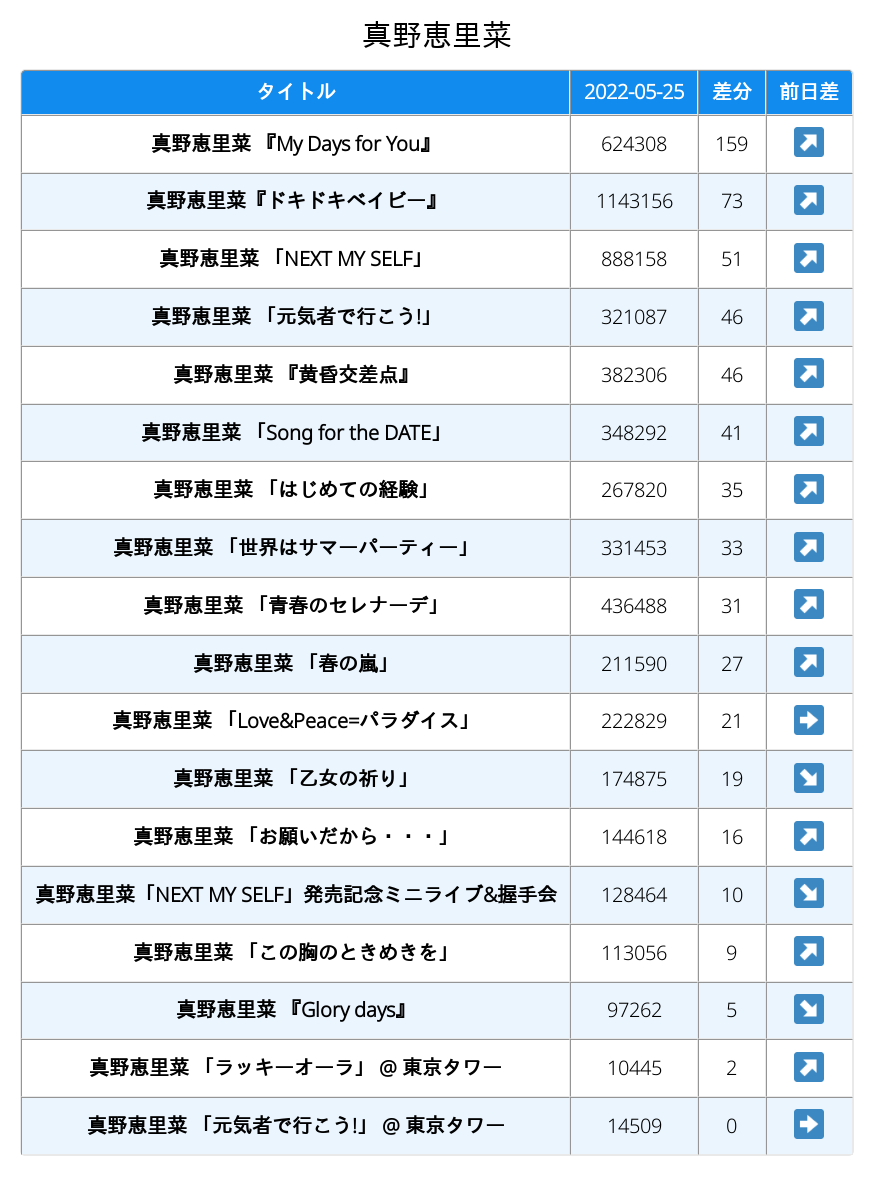 真野恵里菜
タイトル 2022-05-25 差分 前日差
真野恵里菜 『My Days for You』 624308 159 ↗
真野恵里菜『ドキドキベイビー』 1143156 73 ↗
真野恵里菜 「NEXT MY SELF」 888158 51 ↗
真野恵里菜 「元気者で行こう!」 321087 46 ↗
真野恵里菜 『黄昏交差点』 382306 46 ↗
真野恵里菜 「Song for the DATE」 348292 41 ↗
真野恵里菜 「はじめての経験」 267820 35 ↗
真野恵里菜 「世界はサマーパーティー」 331453 33 ↗
真野恵里菜 「青春のセレナーデ」 436488 31 ↗
真野恵里菜 「春の嵐」 211590 27 ↗
真野恵里菜 「Love&Peace=パラダイス」 222829 21 ➡
真野恵里菜 「乙女の祈り」 174875 19 ↘
真野恵里菜 「お願いだから・・・」 144618 16 ↗
真野恵里菜「NEXT MY SELF」発売記念ミニライブ&握手会 128464 10 ↘
真野恵里菜 「この胸のときめきを」 113056 9 ↗
真野恵里菜 『Glory days』 97262 5 ↘
真野恵里菜 「ラッキーオーラ」 @ 東京タワー 10445 2 ↗
真野恵里菜 「元気者で行こう!」 @ 東京タワー 14509 0 ➡